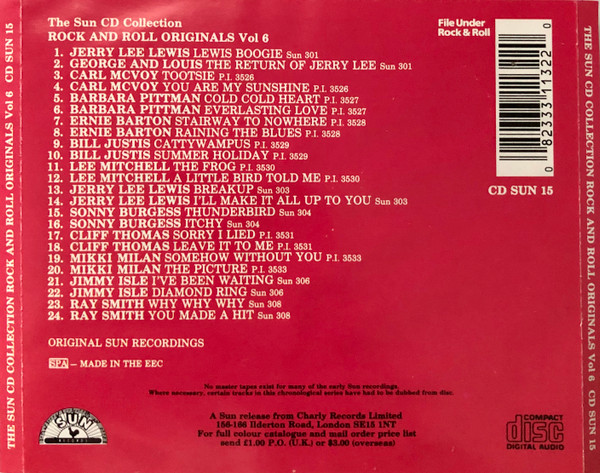 The Sun CD Collection
ROCK AND ROLL ORIGINALS Vol 6
File Under
Rock & Roll
1. JERRY LEE LEWIS LEWIS BOOGIE Sun 301
2. GEORGE AND LOUIS THE RETURN OF JERRY LEE Sun 301
3. CARL MCVOY TOOTSIE P.I. 3526
4. CARL MCVOY YOU ARE MY SUNSHINE P.I. 3526
5. BARBARA PITTMAN COLD COLD HEART P.I. 3527
6. BARBARA PITTMAN EVERLASTING LOVE P.I. 3527
7. ERNIE BARTON STAIRWAY TO NOWHERE P.I. 3528
8. ERNIE BARTON RAINING THE BLUES P.I. 3528
9. BILL JUSTIS CATTYWAMPUS P.I. 3529
10. BILL JUSTIS SUMMER HOLIDAY P.I. 3529
11. LEE MITCHELL THE FROG P.I. 3530
12. LEE MITCHELL A LITTLE BIRD TOLD ME P.I. 3530
13. JERRY LEE LEWIS BREAKUP Sun 303
14. JERRY LEE LEWIS I'LL MAKE IT ALL UP TO YOU Sun 303
15. SONNY BURGESS THUNDERBIRD Sun 304
16. SONNY BURGESS ITCHY Sun 304
17. CLIFF THOMAS SORRY I LIED P.I. 3531
18. CLIFF THOMAS LEAVE IT TO ME P.I. 3531
19. MIKKI MILAN SOMEHOW WITHOUT YOU P.I. 3533
20. MIKKI MILAN THE PICTURE P.I. 3533
21. JIMMY ISLE I'VE BEEN WAITING Sun 306
22. JIMMY ISLE DIAMOND RING Sun 306
23. RAY SMITH WHY WHY WHY Sun 308
24. RAY SMITH YOU MADE A HIT Sun 308
0 82333 11322 0
CD SUN 15
ORIGINAL SUN RECORDINGS
SPA – MADE IN THE EEC
No master tapes exist for many of the early Sun recordings.
Where necessary, certain tracks in this chronological series have had to be dubbed from disc.
A Sun release from Charly Records Limited
156-166 Ilderton Road, London SE15 1NT
For full colour catalogue and mail order price list
send £1.00 P.O. (U.K.) or $3.00 (overseas)
SUN
RECORDS
COMPACT
disc
DIGITAL AUDIO
THE SUN CD COLLECTION ROCK AND ROLL ORIGINALS Vol 6 CD SUN 15
THE SUN CD COLLECTION ROCK AND ROLL ORIGINALS Vol 6 CD SUN 15